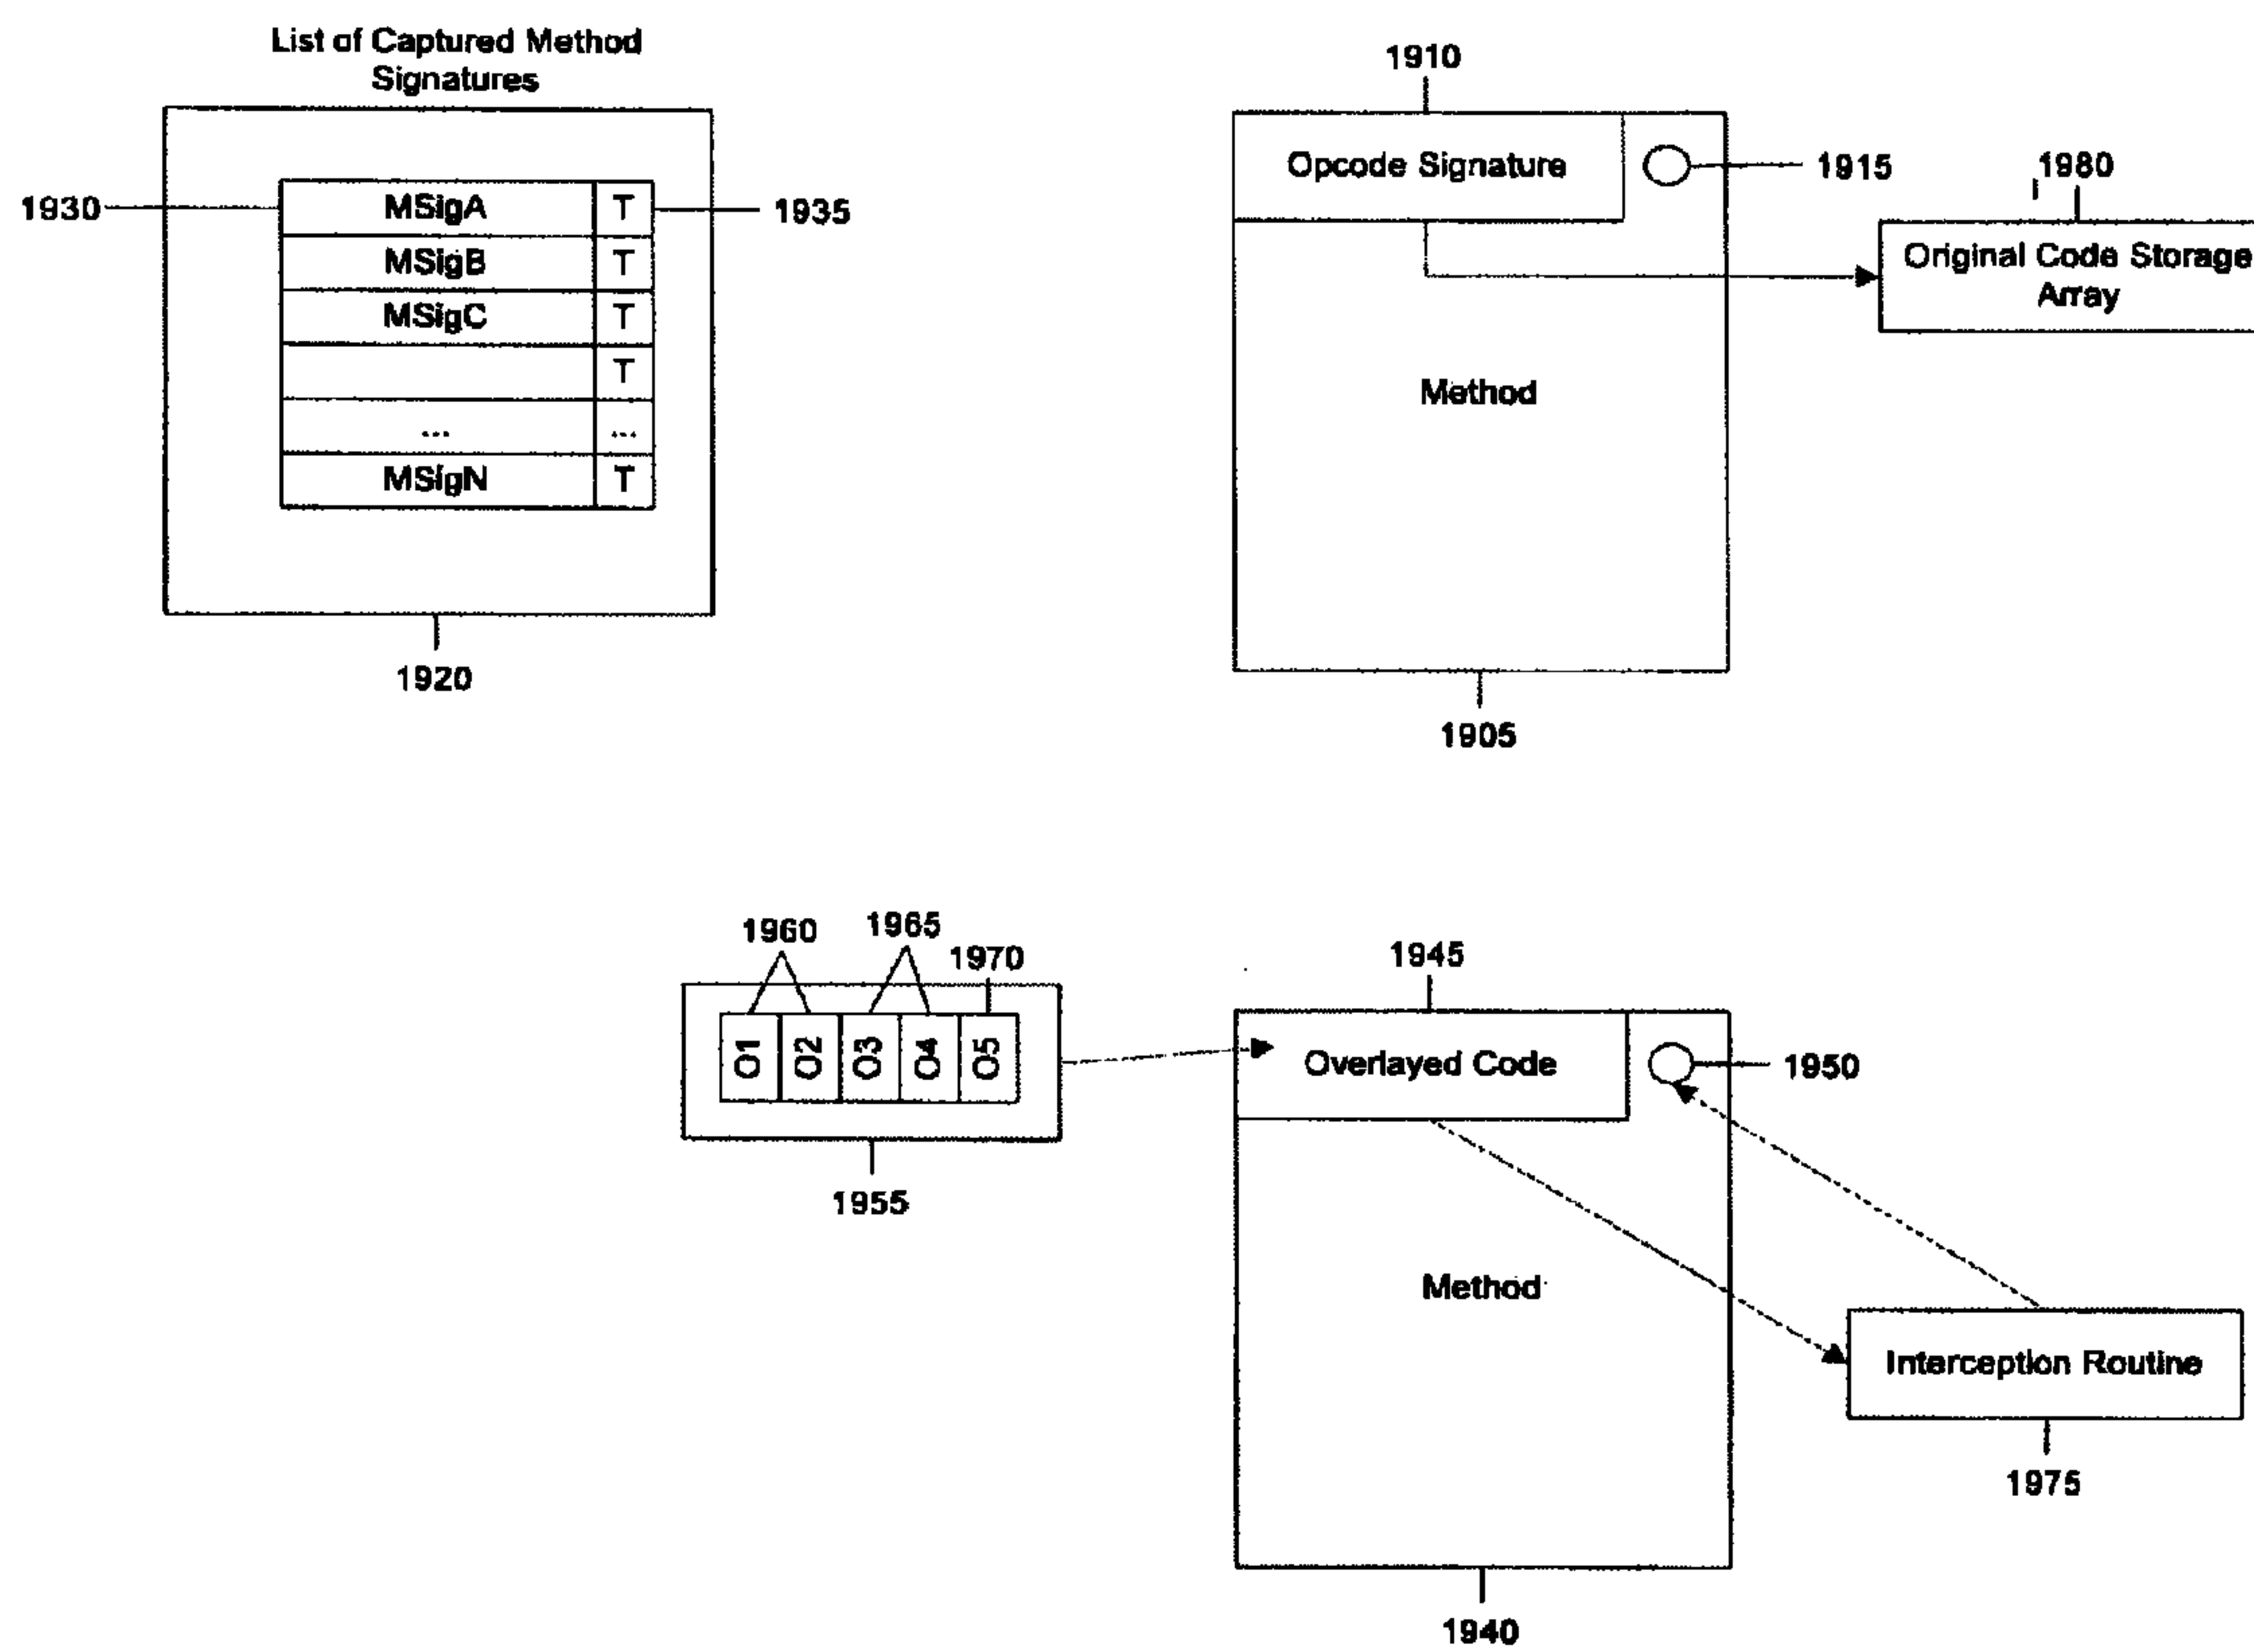 List of Captured Method
Signatures
1930
MSigA T
1935
MSigB T
MSigC T
T
... ...
MSigN T
1920
1910
Opcode Signature
1915
1980
Original Code Storage
Array
Method
1905
1960
1965
1970
O1 O2 O3 O4 O5
1955
1945
Overlayed Code
1950
Method
Interception Routine
1975
1940